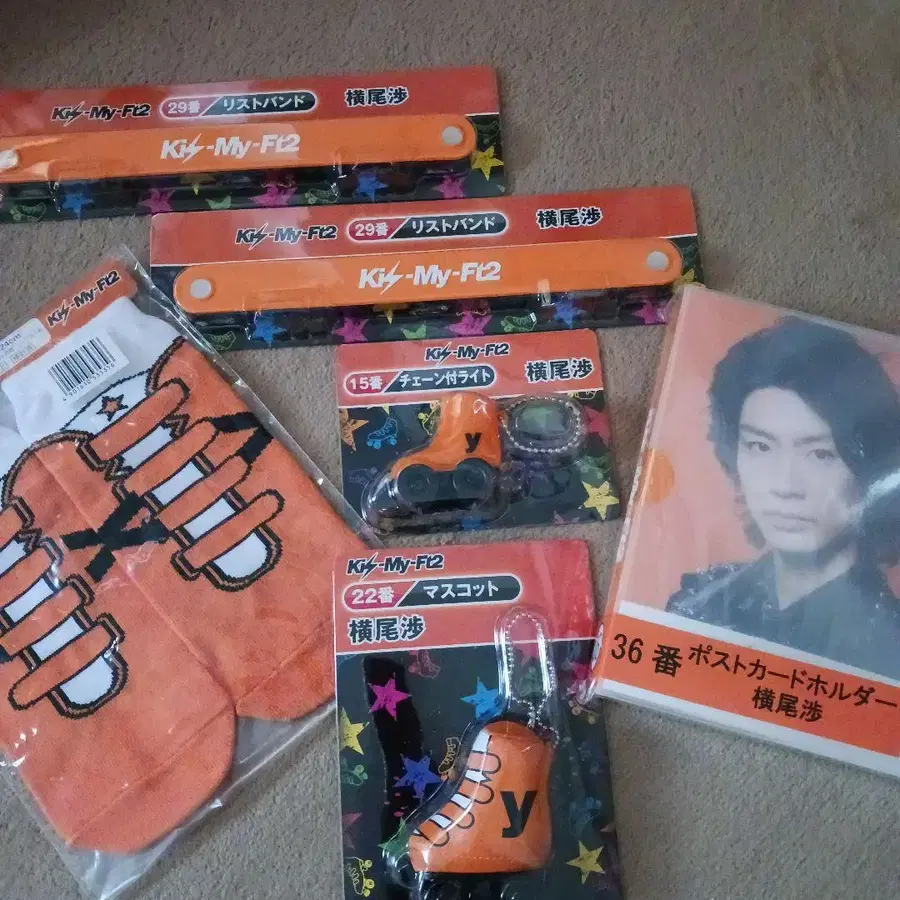 Kis-My-Ft2 29番 リストバンド 横尾渉
Kis-My-Ft2
Kis-My-Ft2 29番 リストバンド 横尾渉
Kis-My-Ft2
Kis-My-Ft2
24cm
Kis-My-Ft2
15番 チェーン付ライト 横尾渉
y
Kis-My-Ft2
22番 マスコット
横尾渉
y
36番 ポストカードホルダー
横尾渉